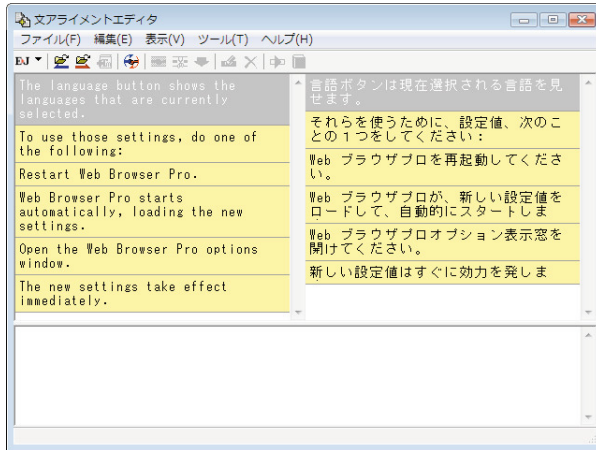 文アライメントエディタ
ファイル(F) 編集(E) 表示(V) ツール(T) ヘルプ(H)
EJ
The language button shows the
languages that are currently
selected.
To use those settings, do one of
the following:
Restart Web Browser Pro.
Web Browser Pro starts
automatically, loading the new
settings.
Open the Web Browser Pro options
window.
The new settings take effect
immediately.
言語ボタンは現在選択される言語を見
せます。
それらを使うために、設定値、次のこ
との1つをしてください：
Web ブラウザプロを再起動してくださ
い。
Web ブラウザプロが、新しい設定値を
ロードして、自動的にスタートしま
Web ブラウザプロオプション表示窓を
開けてください。
新しい設定値はすぐに効力を発しま